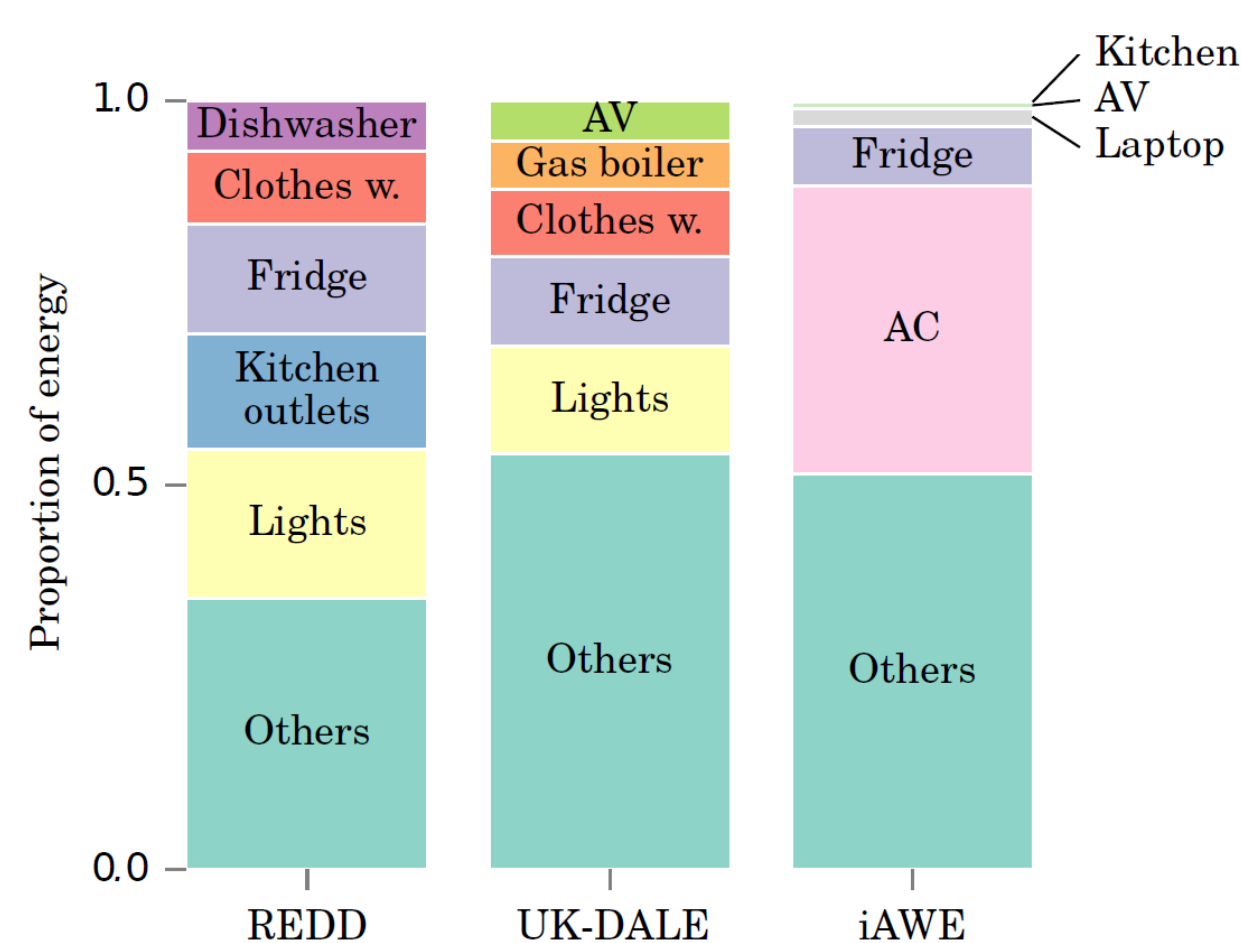 Kitchen
AV
Laptop
1.0
0.5
0.0
Proportion of energy
Dishwasher
Clothes w.
Fridge
Kitchen
outlets
Lights
Others
AV
Gas boiler
Clothes w.
Fridge
Lights
Others
Fridge
AC
Others
REDD
UK-DALE
iAWE